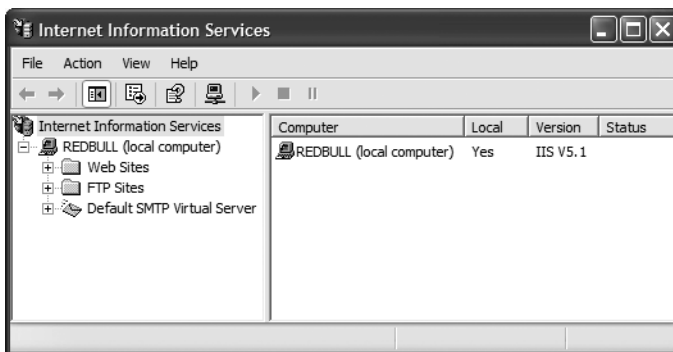 Internet Information Services
File Action View Help
Internet Information Services
REDBULL (local computer)
Web Sites
FTP Sites
Default SMTP Virtual Server
Computer Local Version Status
REDBULL (local computer) Yes IIS V5.1